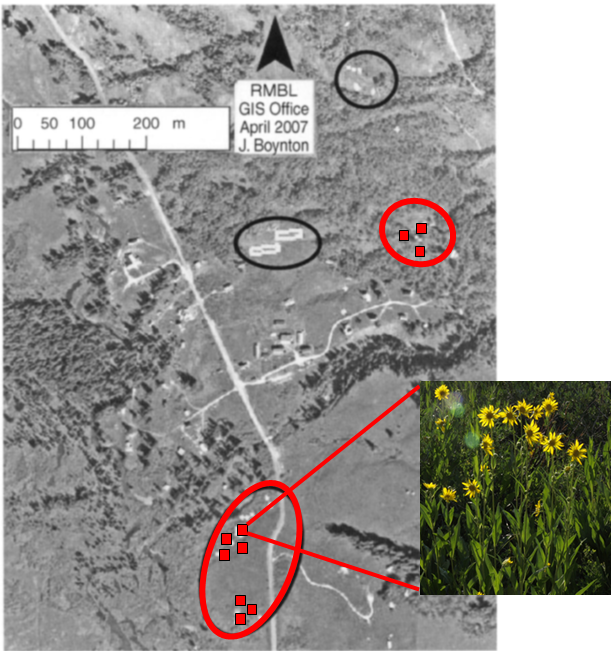 RMBL
GIS Office
April 2007
J. Boynton
0 50 100 200 m